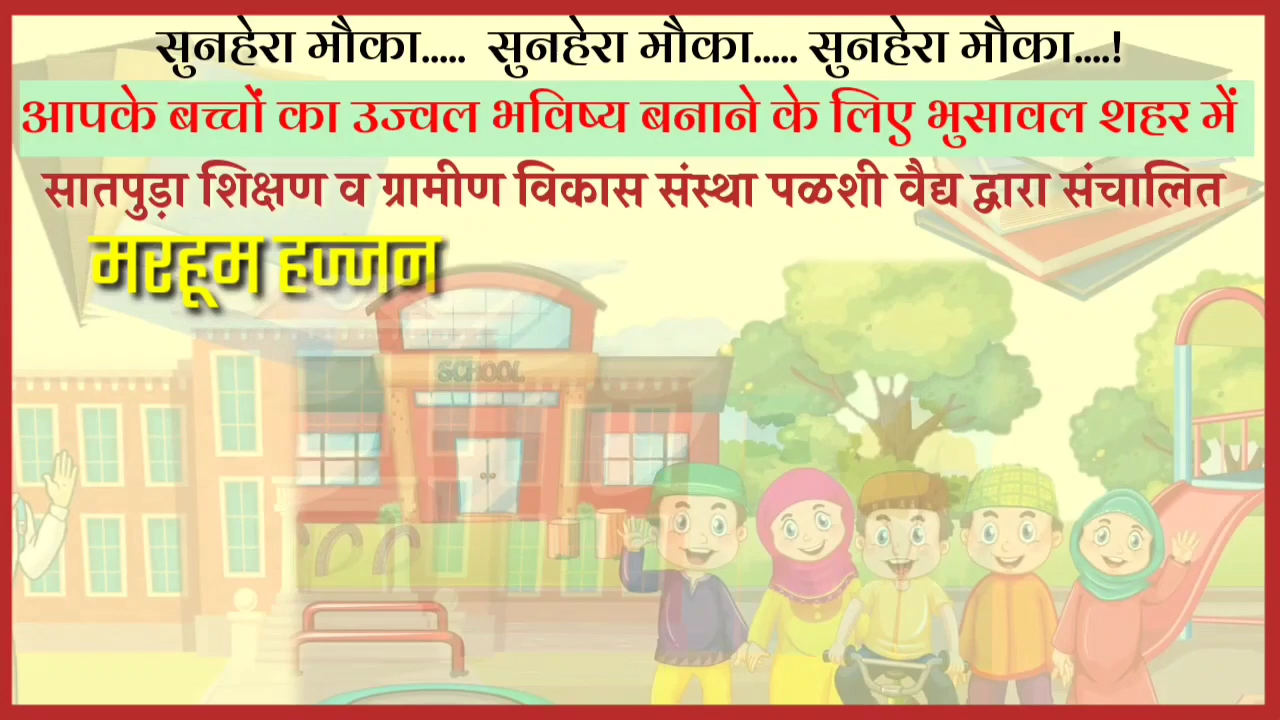 सुनहेरा मौका..... सुनहेरा मौका..... सुनहेरा मौका....!
आपके बच्चों का उज्वल भविष्य बनाने के लिए भुसावल शहर में
सातपुड़ा शिक्षण व ग्रामीण विकास संस्था पळशी वैद्य द्वारा संचालित
मरहूम हज्जन
SCHOOL